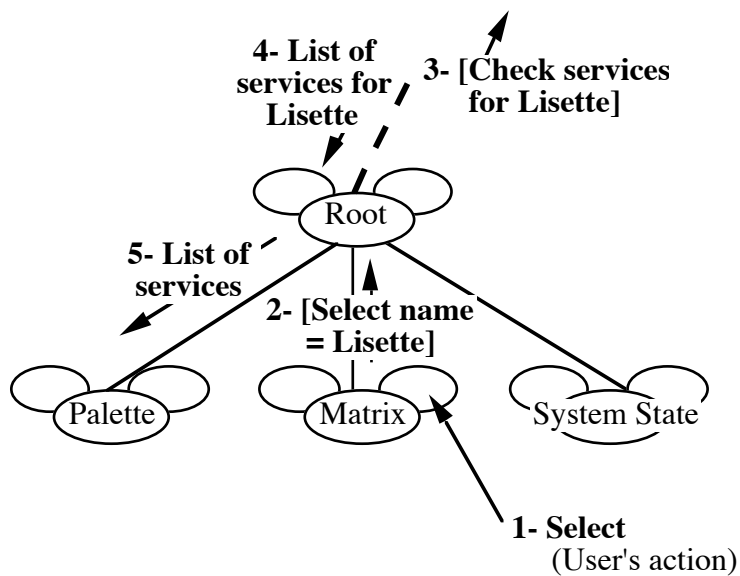 4- List of
services for
Lisette
3- [Check services
for Lisette]
Root
5- List of
services
2- [Select name
= Lisette]
Palette
Matrix
System State
1- Select
(User's action)